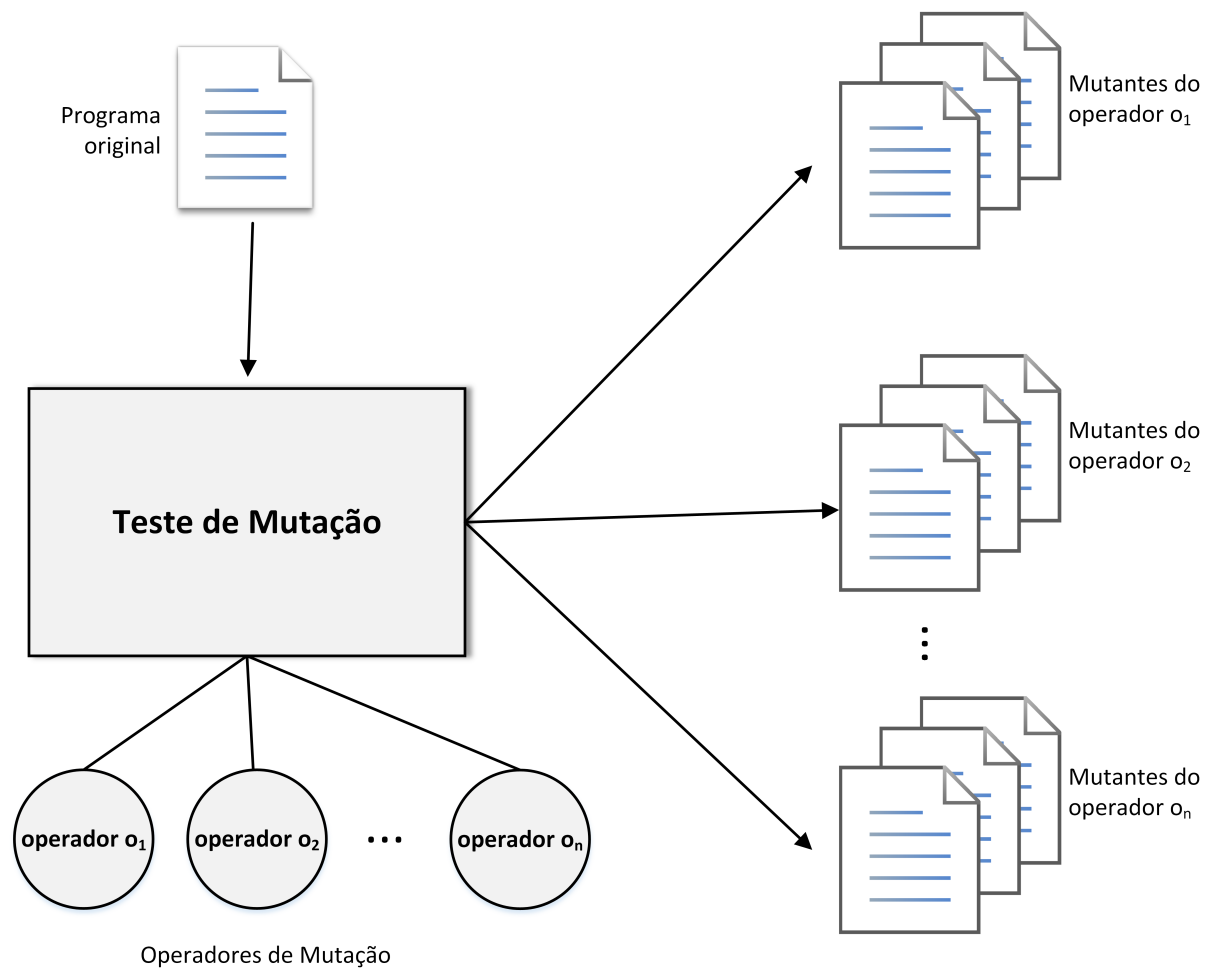 Programa
original
Mutantes do
operador o₁
Teste de Mutação
Mutantes do
operador o₂
⋮
operador o₁
operador o₂
...
operador oₙ
Mutantes do
operador oₙ
Operadores de Mutação